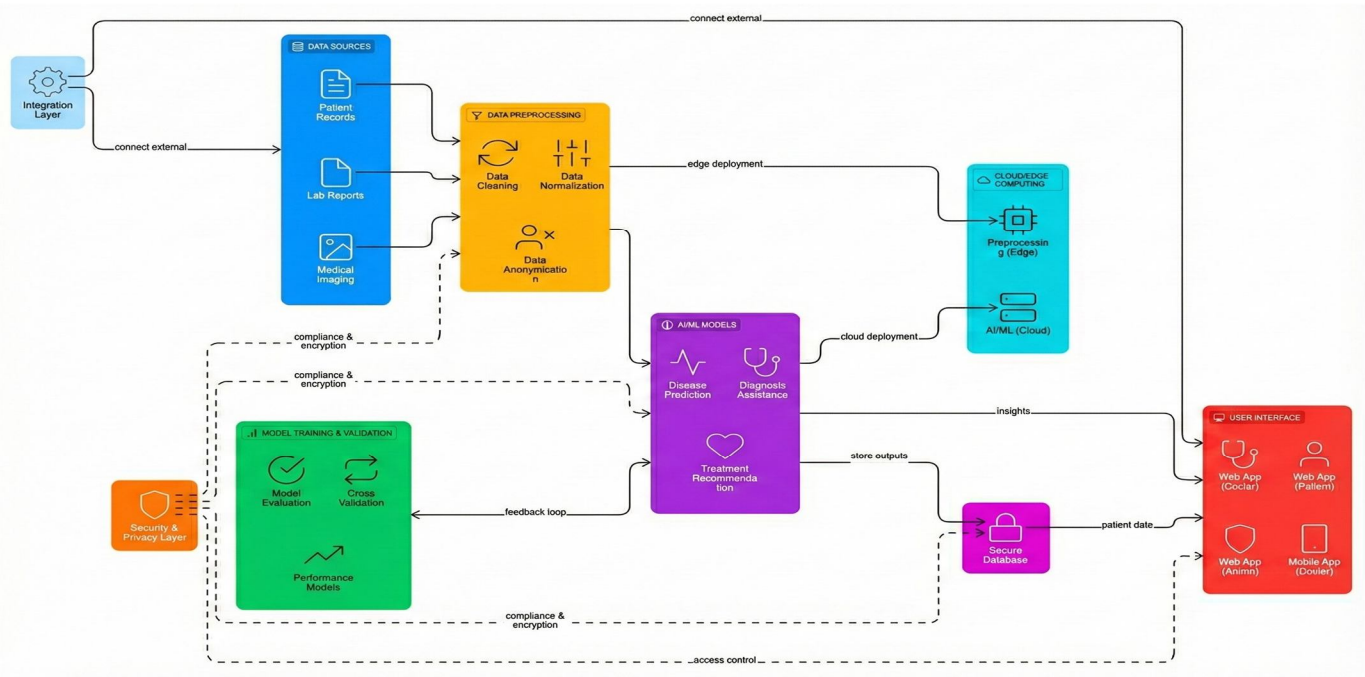 connect external
Integration
Layer
connect external
DATA SOURCES
Patient
Records
Lab Reports
Medical
Imaging
DATA PREPROCESSING
Data
Cleaning
Data
Normalization
Data
Anonymicatio
n
edge deployment
CLOUD/EDGE
COMPUTING
Preprocessin
g (Edge)
AI/ML (Cloud)
compliance &
encryption
compliance &
encryption
AI/ML MODELS
Disease
Prediction
Diagnosts
Assistance
Treatment
Recommenda
tion
cloud deployment
insights
store outputs
MODEL TRAINING & VALIDATION
Model
Evaluation
Cross
Validation
Performance
Models
feedback loop
Security &
Privacy Layer
Secure
Database
patient date
USER INTERFACE
Web App
(Coclar)
Web App
(Patlem)
Web App
(Animn)
Mobile App
(Douler)
compliance &
encryption
access control